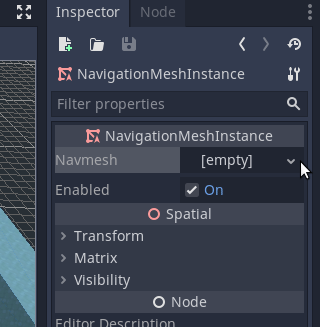 Inspector Node
NavigationMeshInstance
Filter properties
NavigationMeshInstance
Navmesh [empty]
Enabled On
Spatial
Transform
Matrix
Visibility
Node
Editor Description